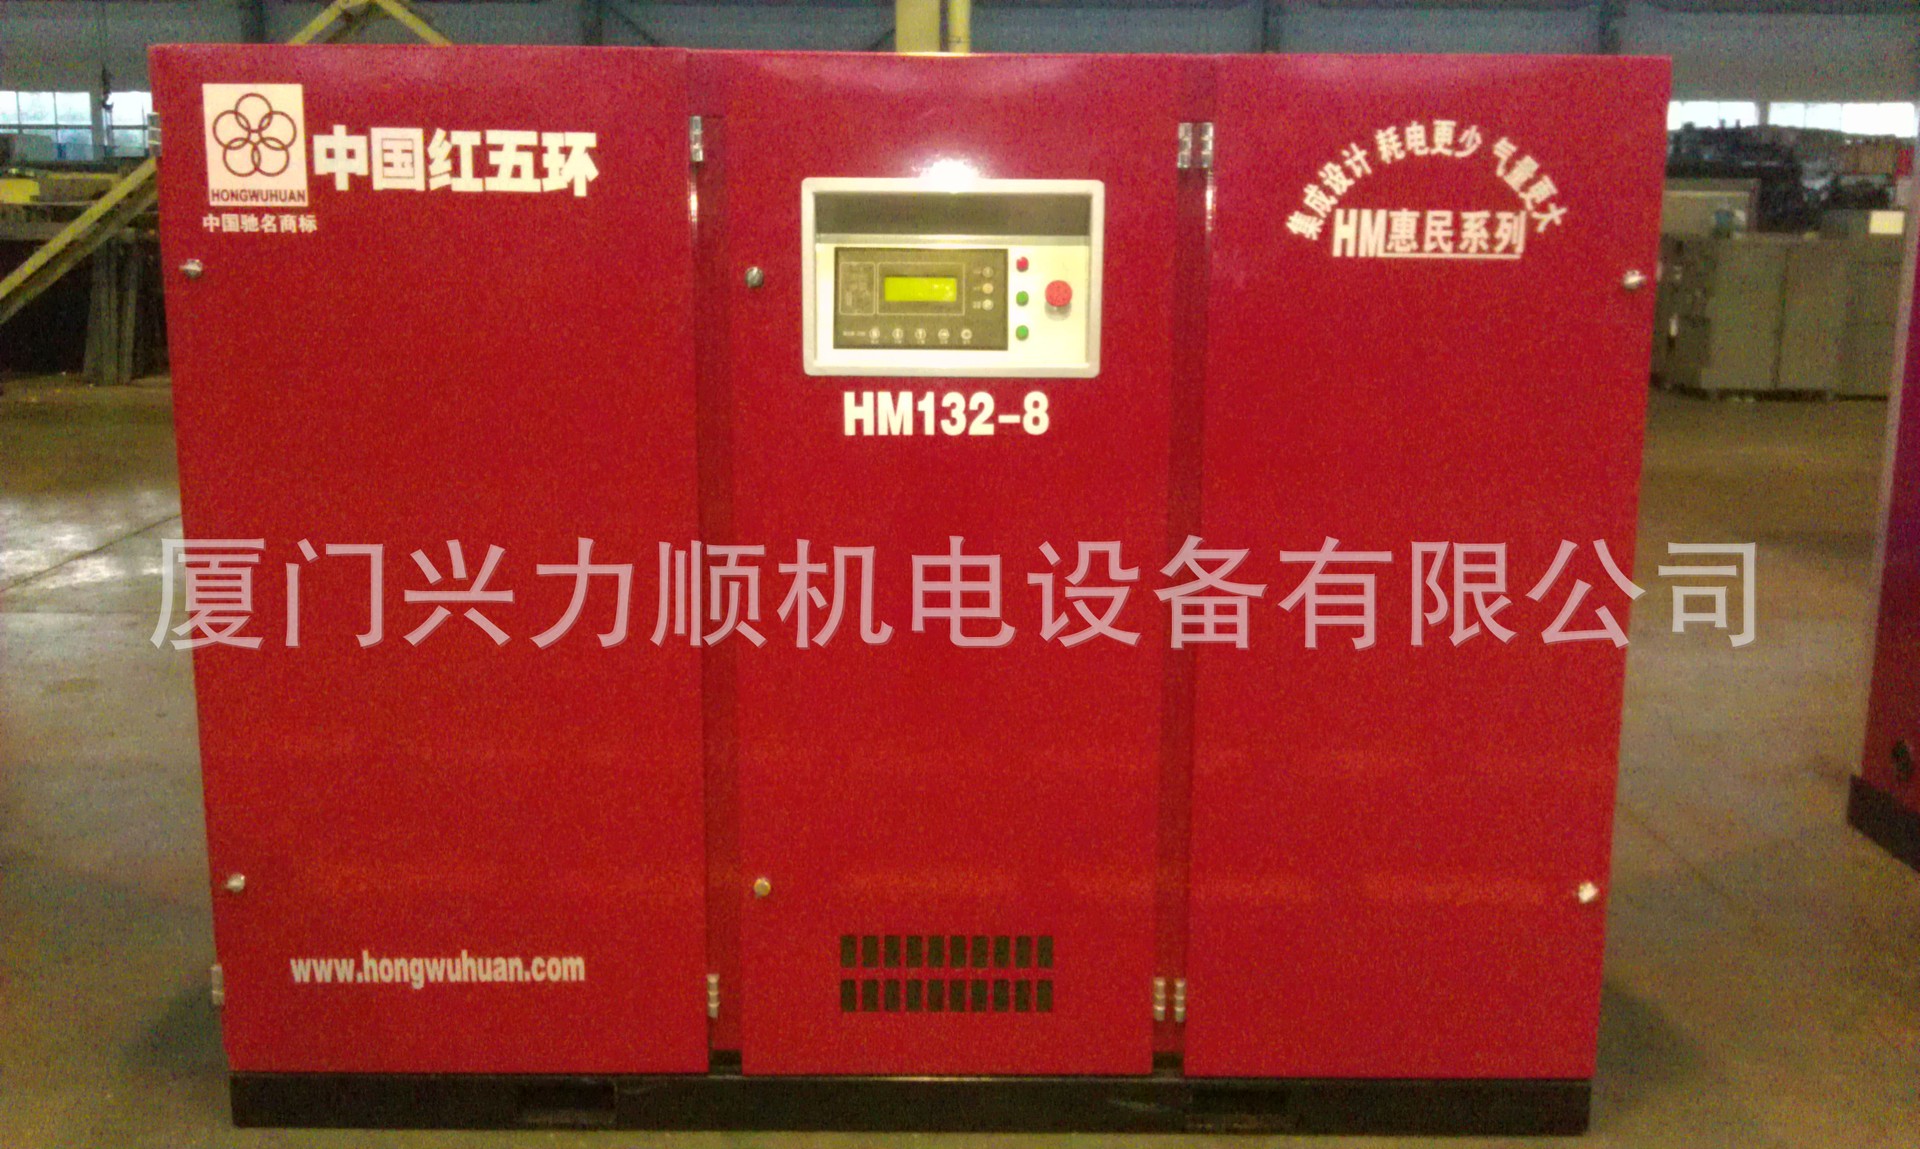 HONGWUHUAN
中国驰名商标
中国红五环
集成设计 耗电更少 气量更大
HM惠民系列
HM132-8
厦门兴力顺机电设备有限公司
www.hongwuhuan.com